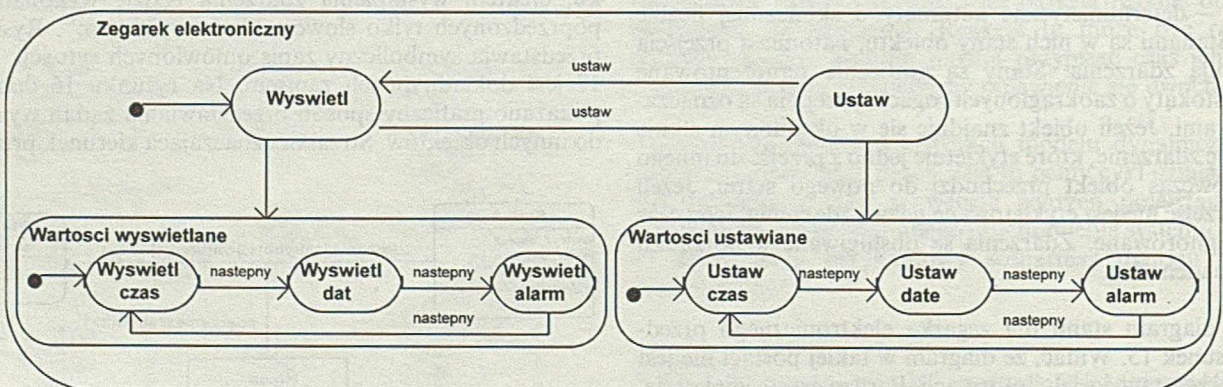 Zegarek elektroniczny
ustaw
Wyswietl
Ustaw
ustaw
Wartosci wyswietlane
Wyswietl
czas
nastepny
Wyswietl
dat
nastepny
Wyswietl
alarm
nastepny
Wartosci ustawiane
Ustaw
czas
nastepny
Ustaw
date
nastepny
Ustaw
alarm
nastepny